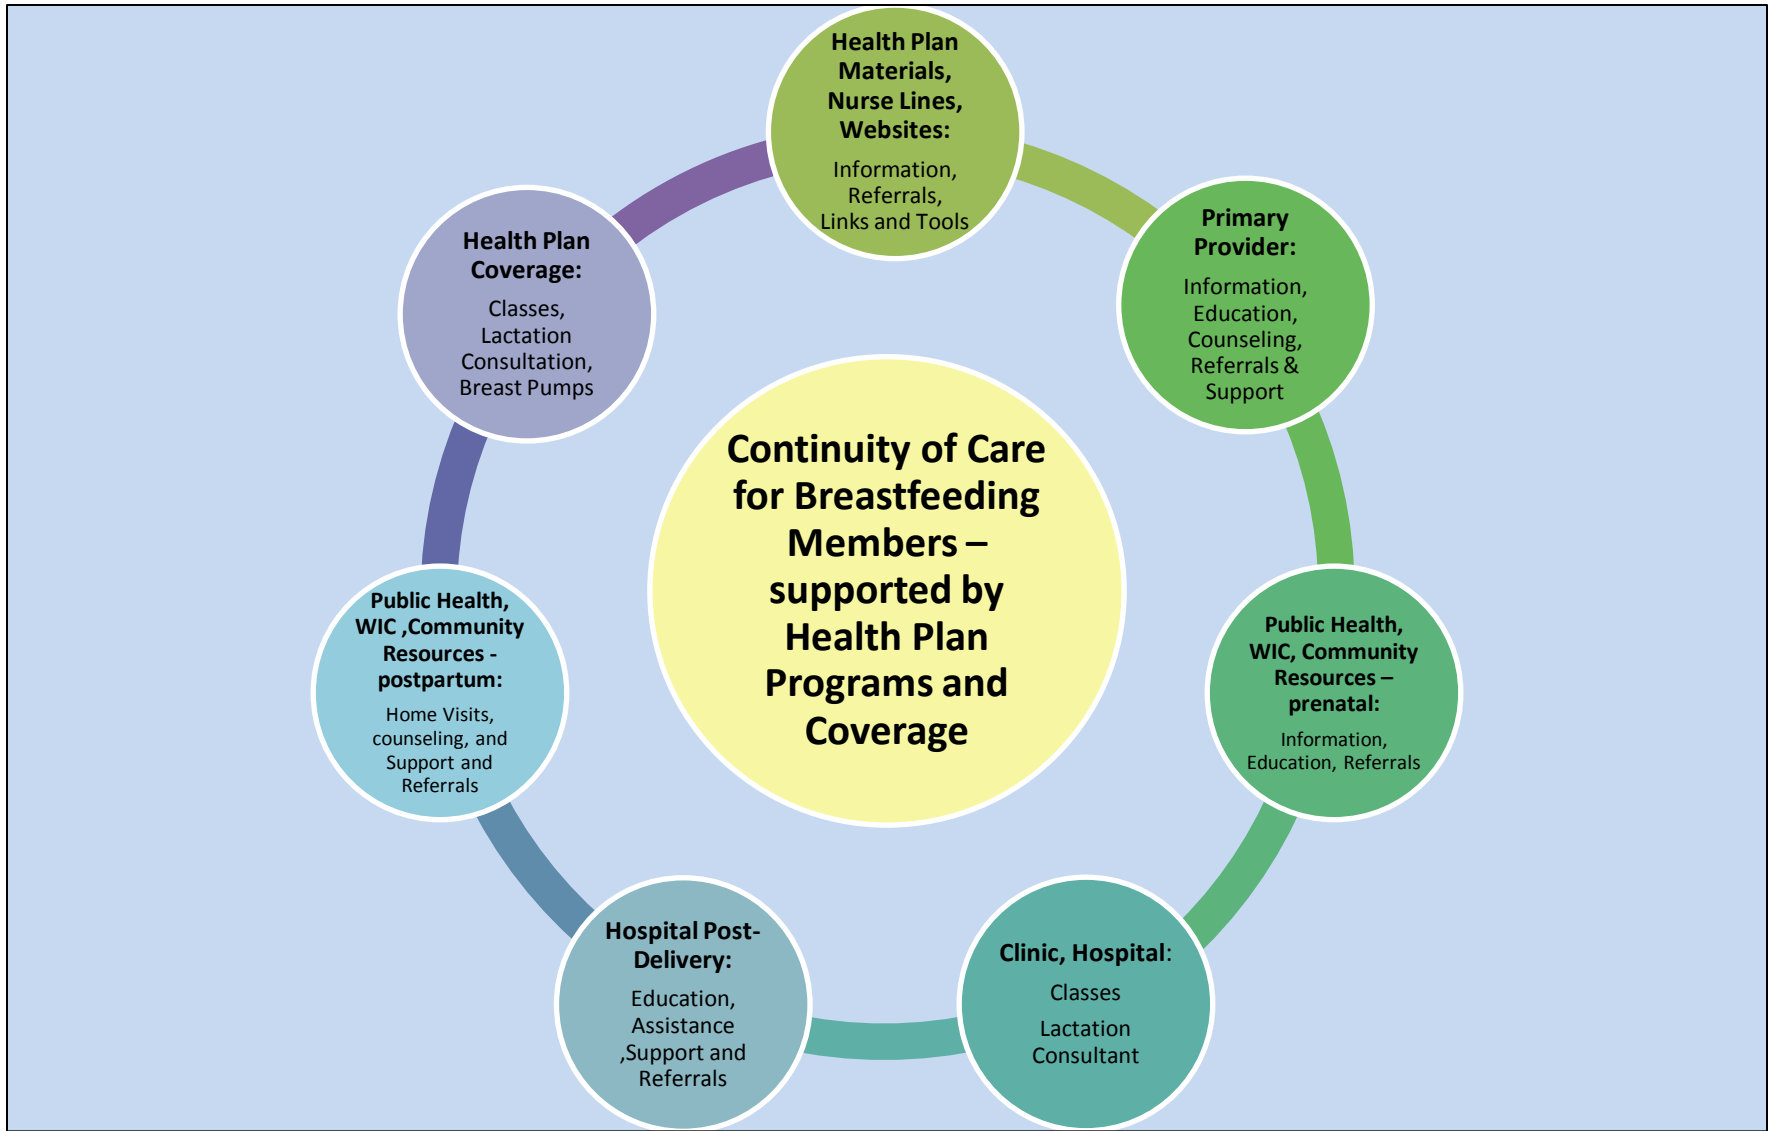 Health Plan
Materials,
Nurse Lines,
Websites:
Information,
Referrals,
Links and Tools
Primary
Provider:
Information,
Education,
Counseling,
Referrals &
Support
Public Health,
WIC, Community
Resources –
prenatal:
Information,
Education, Referrals
Clinic, Hospital:
Classes
Lactation
Consultant
Hospital Post-
Delivery:
Education,
Assistance
,Support and
Referrals
Public Health,
WIC ,Community
Resources -
postpartum:
Home Visits,
counseling, and
Support and
Referrals
Health Plan
Coverage:
Classes,
Lactation
Consultation,
Breast Pumps
Continuity of Care
for Breastfeeding
Members –
supported by
Health Plan
Programs and
Coverage